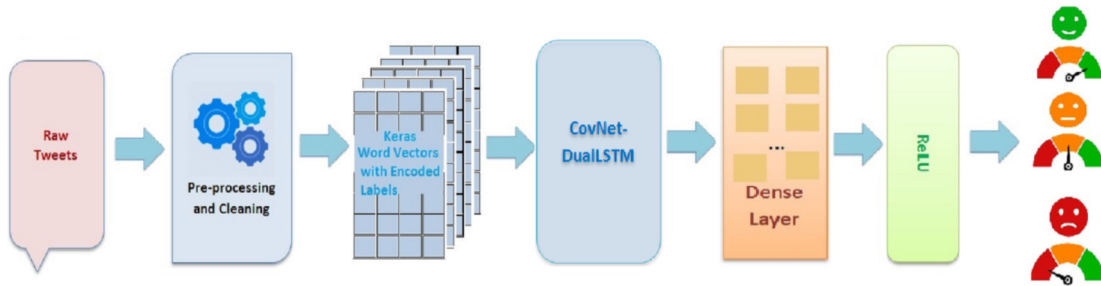 Raw
Tweets
Pre-processing
and Cleaning
Keras
Word Vectors
with Encoded
Labels
CovNet-
DualLSTM
...
Dense
Layer
ReLU